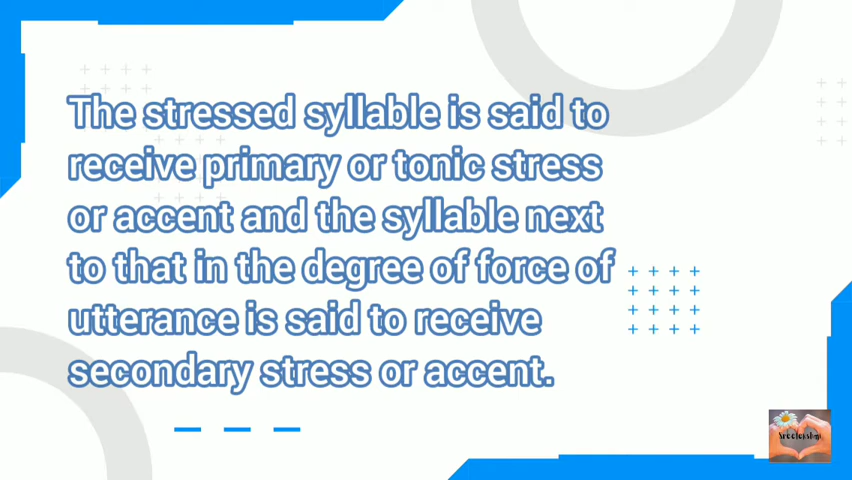 The stressed syllable is said to
receive primary or tonic stress
or accent and the syllable next
to that in the degree of force of
utterance is said to receive
secondary stress or accent.